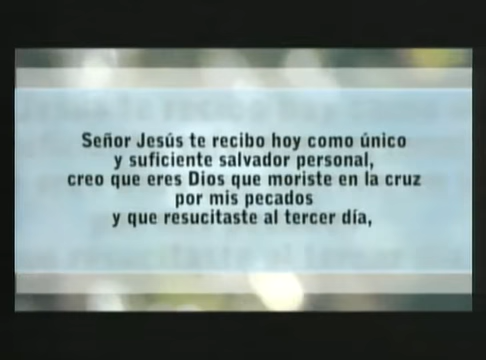 Señor Jesús te recibo hoy como único
y suficiente salvador personal,
creo que eres Dios que moriste en la cruz
por mis pecados
y que resucitaste al tercer día,